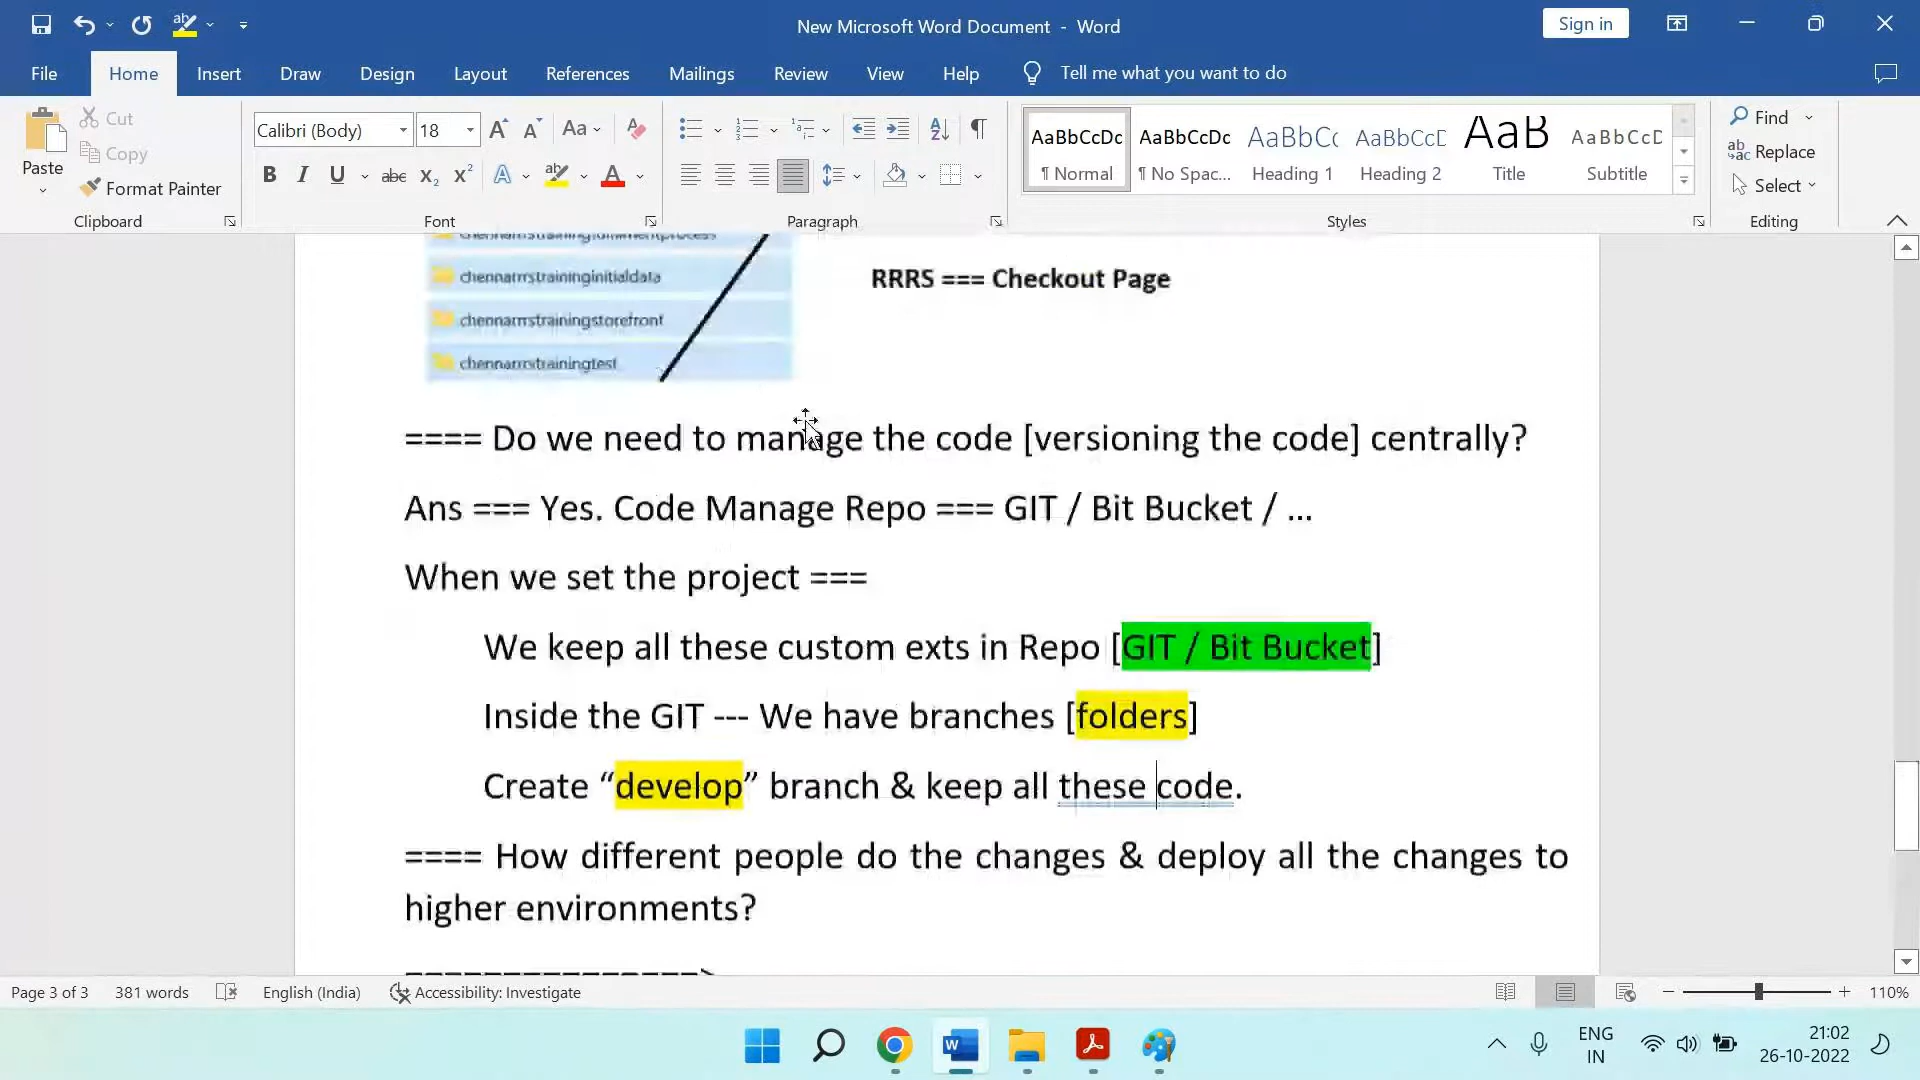 New Microsoft Word Document - Word
Sign in
File Home Insert Draw Design Layout References Mailings Review View Help Tell me what you want to do
Paste
Cut
Copy
Format Painter
Clipboard
Calibri (Body) 18
Font
Paragraph
AaBbCcDc AaBbCcDc AaBbCc AaBbCcD AaB AaBbCcD
¶ Normal ¶ No Spac... Heading 1 Heading 2 Title Subtitle
Styles
Find
Replace
Select
Editing
chennarrrstraininginitialdata
chennarrrstrainingstorefront
chennarrrstrainingtest
RRRS === Checkout Page
==== Do we need to manage the code [versioning the code] centrally?
Ans === Yes. Code Manage Repo === GIT / Bit Bucket / ...
When we set the project ===
We keep all these custom exts in Repo [GIT / Bit Bucket]
Inside the GIT --- We have branches [folders]
Create “develop” branch & keep all these code.
==== How different people do the changes & deploy all the changes to
higher environments?
Page 3 of 3 381 words English (India) Accessibility: Investigate 110%
ENG
IN
21:02
26-10-2022